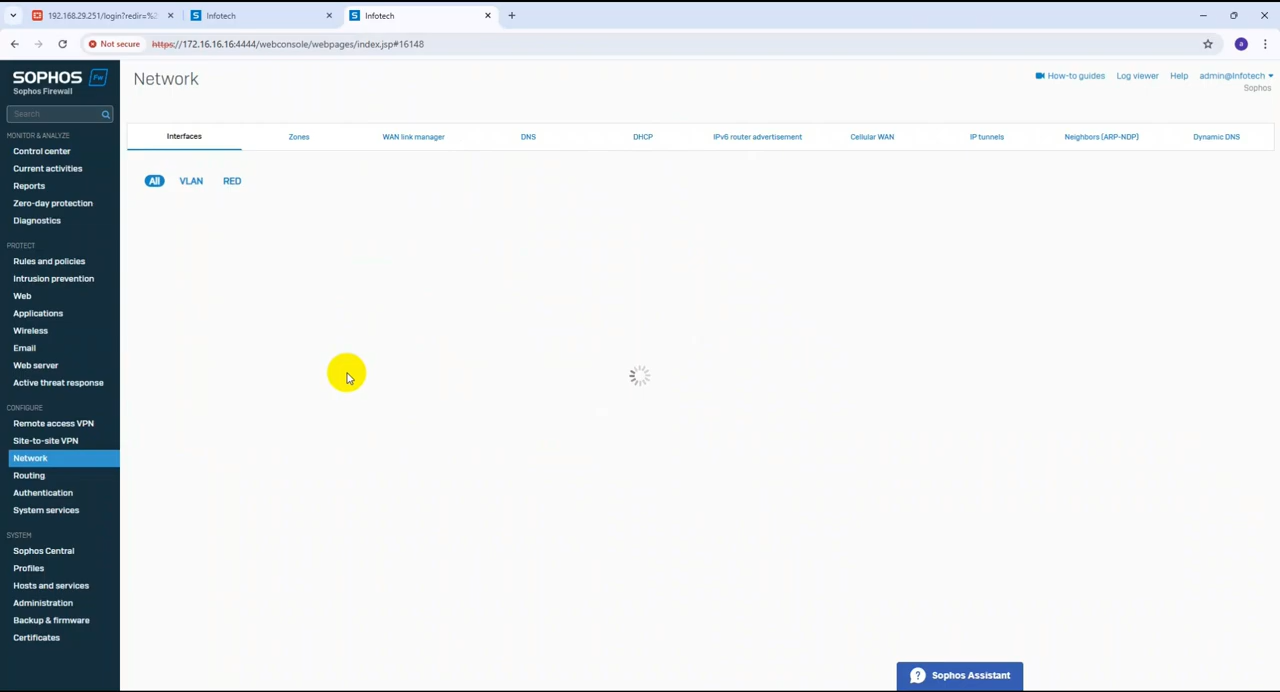 192.168.29.251/login?redir=%2
Infotech
Infotech
Not secure
https://172.16.16.16:4444/webconsole/webpages/index.jsp#16148
a
SOPHOS Fw
Sophos Firewall
Search
MONITOR & ANALYZE
Control center
Current activities
Reports
Zero-day protection
Diagnostics
PROTECT
Rules and policies
Intrusion prevention
Web
Applications
Wireless
Email
Web server
Active threat response
CONFIGURE
Remote access VPN
Site-to-site VPN
Network
Routing
Authentication
System services
SYSTEM
Sophos Central
Profiles
Hosts and services
Administration
Backup & firmware
Certificates
Network
How-to guides Log viewer Help admin@Infotech
Sophos
Interfaces Zones WAN link manager DNS DHCP IPv6 router advertisement Cellular WAN IP tunnels Neighbors (ARP-NDP) Dynamic DNS
All VLAN RED
Sophos Assistant